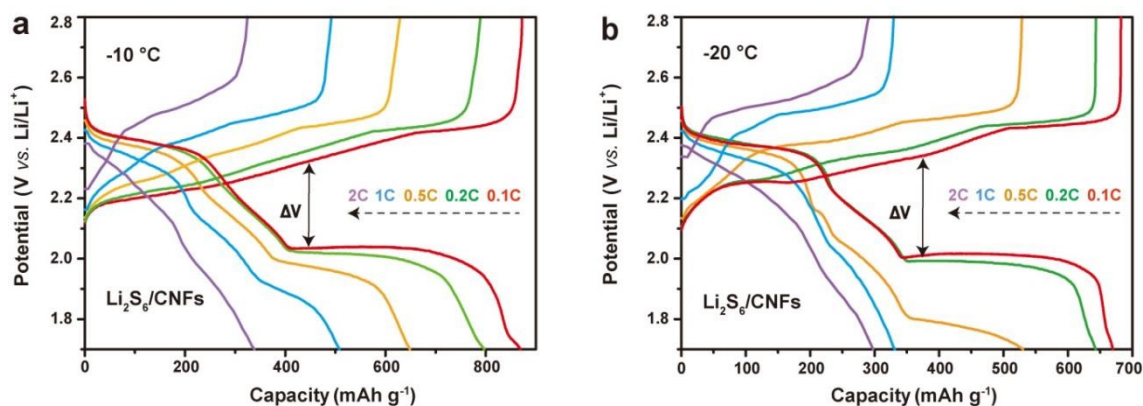 a
-10 °C
2.8
2.6
2.4
2.2
2.0
1.8
Potential (V vs. Li/Li⁺)
ΔV
2C 1C 0.5C 0.2C 0.1C
Li₂S₆/CNFs
0 200 400 600 800
Capacity (mAh g⁻¹)
b
-20 °C
2.8
2.6
2.4
2.2
2.0
1.8
Potential (V vs. Li/Li⁺)
ΔV
2C 1C 0.5C 0.2C 0.1C
Li₂S₆/CNFs
0 100 200 300 400 500 600 700
Capacity (mAh g⁻¹)